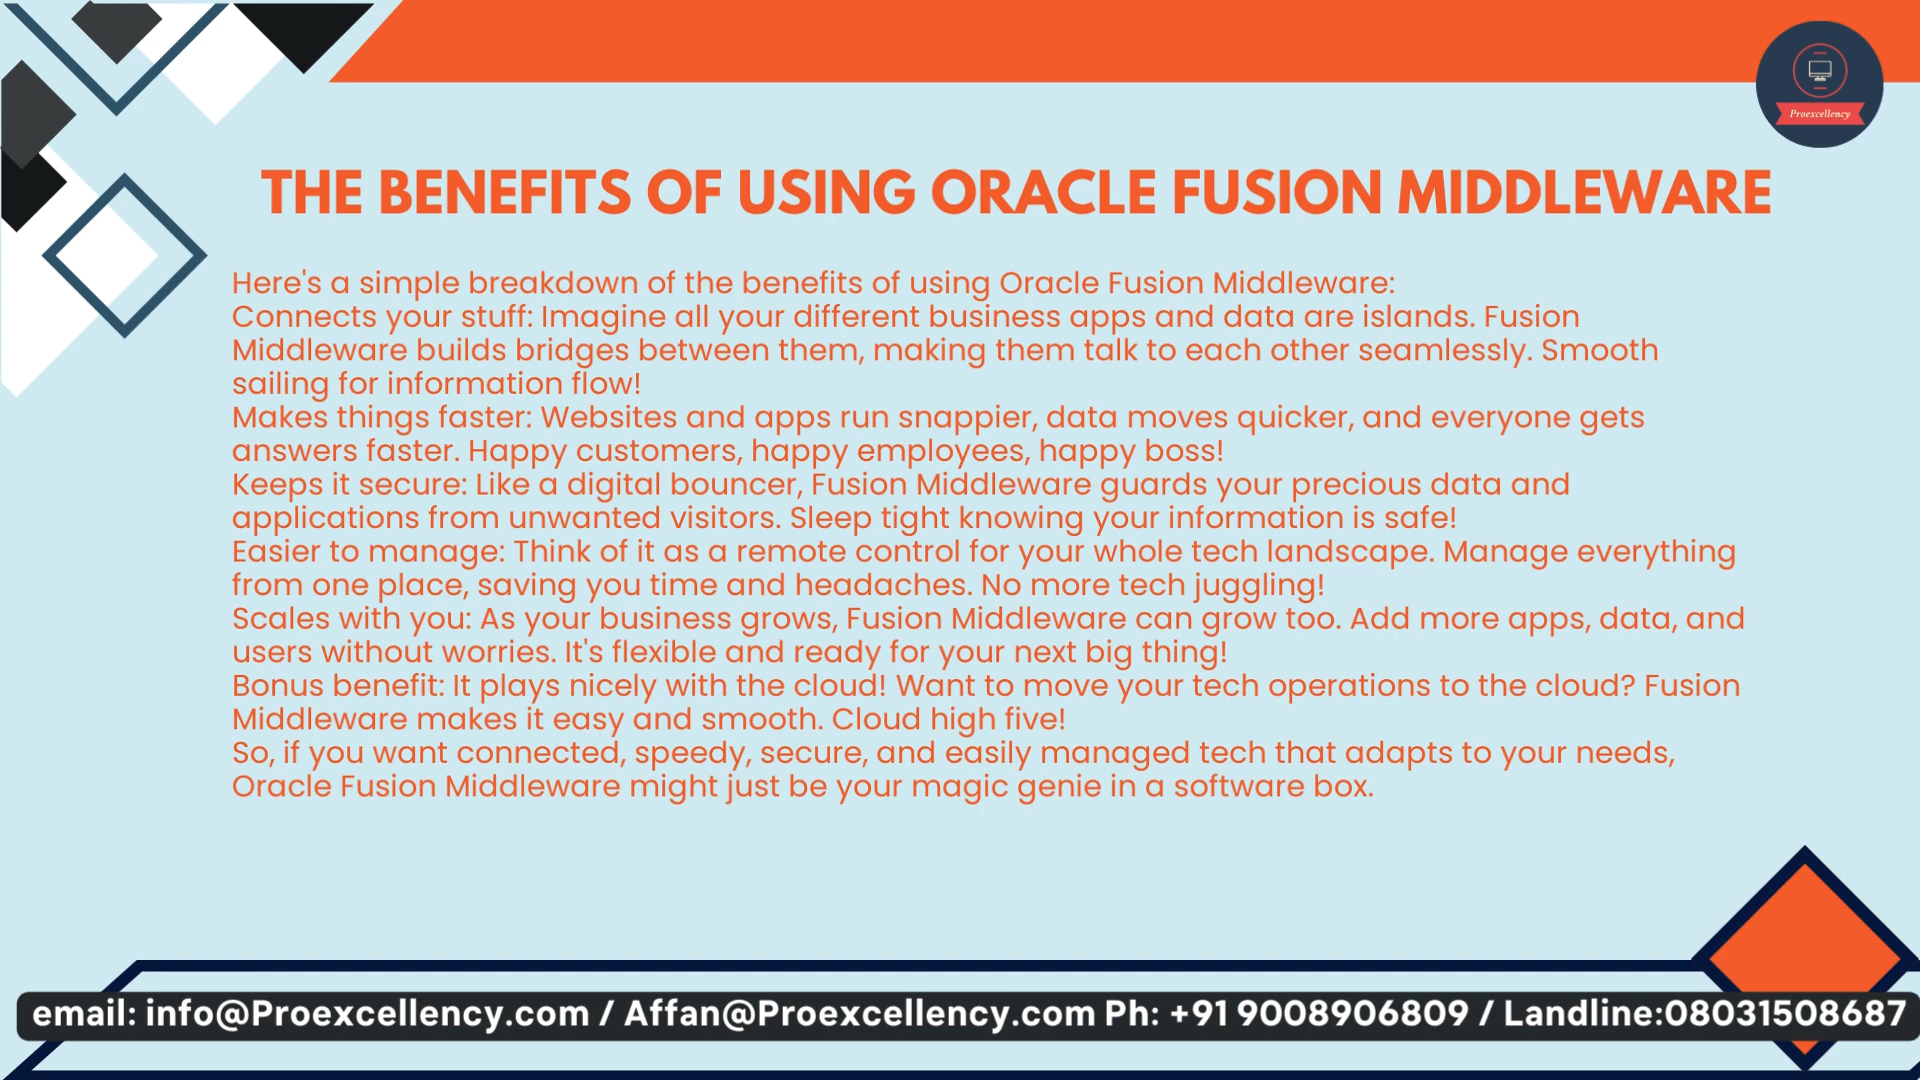 Proexcellency
THE BENEFITS OF USING ORACLE FUSION MIDDLEWARE
Here's a simple breakdown of the benefits of using Oracle Fusion Middleware:
Connects your stuff: Imagine all your different business apps and data are islands. Fusion
Middleware builds bridges between them, making them talk to each other seamlessly. Smooth
sailing for information flow!
Makes things faster: Websites and apps run snappier, data moves quicker, and everyone gets
answers faster. Happy customers, happy employees, happy boss!
Keeps it secure: Like a digital bouncer, Fusion Middleware guards your precious data and
applications from unwanted visitors. Sleep tight knowing your information is safe!
Easier to manage: Think of it as a remote control for your whole tech landscape. Manage everything
from one place, saving you time and headaches. No more tech juggling!
Scales with you: As your business grows, Fusion Middleware can grow too. Add more apps, data, and
users without worries. It's flexible and ready for your next big thing!
Bonus benefit: It plays nicely with the cloud! Want to move your tech operations to the cloud? Fusion
Middleware makes it easy and smooth. Cloud high five!
So, if you want connected, speedy, secure, and easily managed tech that adapts to your needs,
Oracle Fusion Middleware might just be your magic genie in a software box.
email: info@Proexcellency.com / Affan@Proexcellency.com Ph: +91 9008906809 / Landline:08031508687